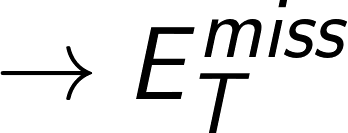 → E_T^miss